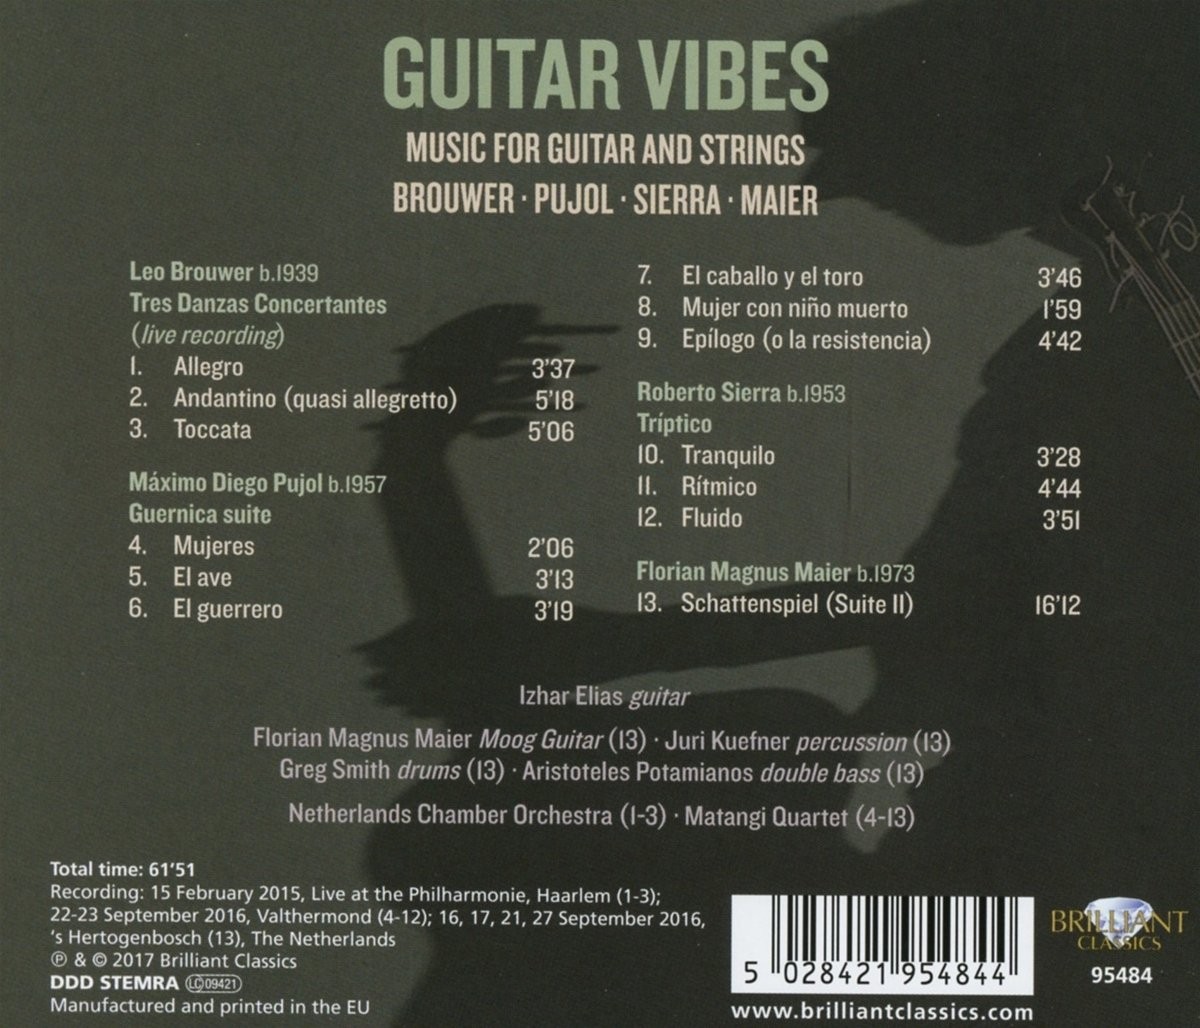 GUITAR VIBES
MUSIC FOR GUITAR AND STRINGS
BROUWER · PUJOL · SIERRA · MAIER
Leo Brouwer b.1939
Tres Danzas Concertantes
(live recording)
1. Allegro 3'37
2. Andantino (quasi allegretto) 5'18
3. Toccata 5'06
Máximo Diego Pujol b.1957
Guernica suite
4. Mujeres 2'06
5. El ave 3'13
6. El guerrero 3'19
7. El caballo y el toro 3'46
8. Mujer con niño muerto 1'59
9. Epílogo (o la resistencia) 4'42
Roberto Sierra b.1953
Tríptico
10. Tranquilo 3'28
11. Rítmico 4'44
12. Fluido 3'51
Florian Magnus Maier b.1973
13. Schattenspiel (Suite II) 16'12
Izhar Elias guitar
Florian Magnus Maier Moog Guitar (13) · Juri Kuefner percussion (13)
Greg Smith drums (13) · Aristoteles Potamianos double bass (13)
Netherlands Chamber Orchestra (1-3) · Matangi Quartet (4-13)
Total time: 61'51
Recording: 15 February 2015, Live at the Philharmonie, Haarlem (1-3);
22-23 September 2016, Valthermond (4-12); 16, 17, 21, 27 September 2016,
's Hertogenbosch (13), The Netherlands
℗ & © 2017 Brilliant Classics
DDD STEMRA LC 09421
Manufactured and printed in the EU
5 028421 954844
www.brilliantclassics.com
BRILLIANT
CLASSICS
95484